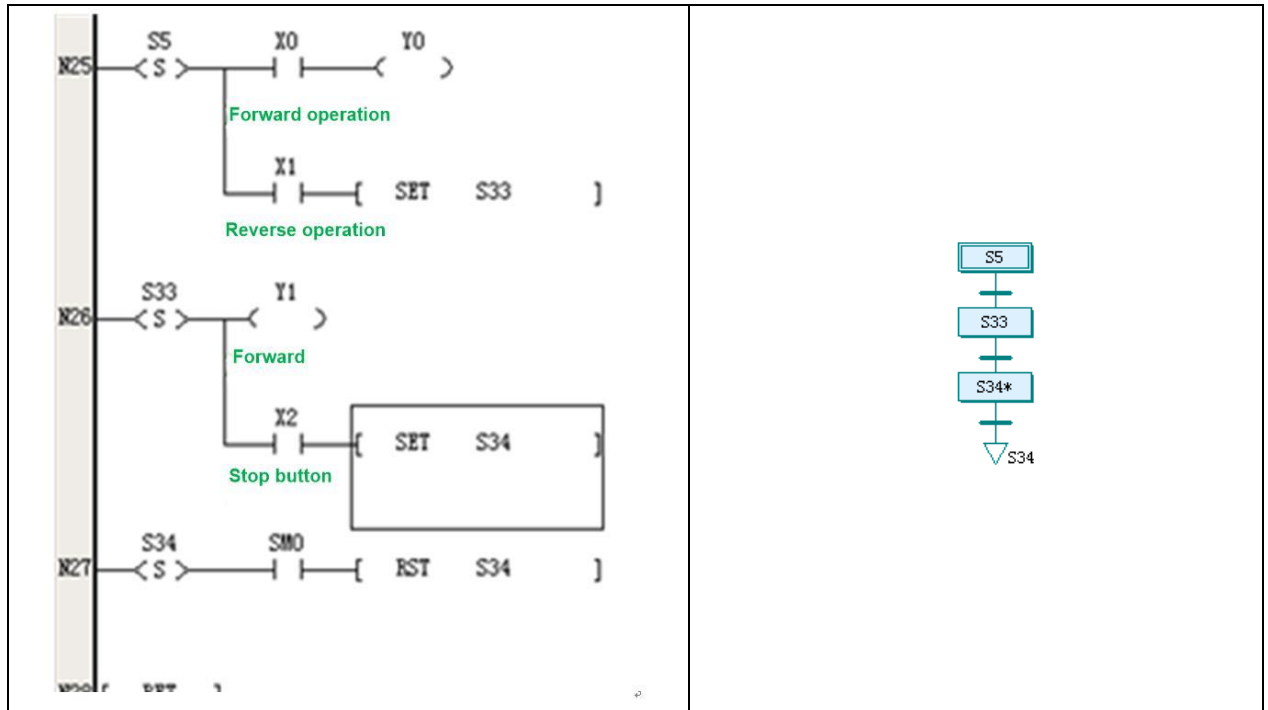 S5 X0 Y0
N25 < S > ( )
Forward operation
X1
[ SET S33 ]
Reverse operation
S33 Y1
N26 < S > ( )
Forward
X2
[ SET S34 ]
Stop button
S34 SM0
N27 < S > [ RST S34 ]
S5
S33
S34*
S34